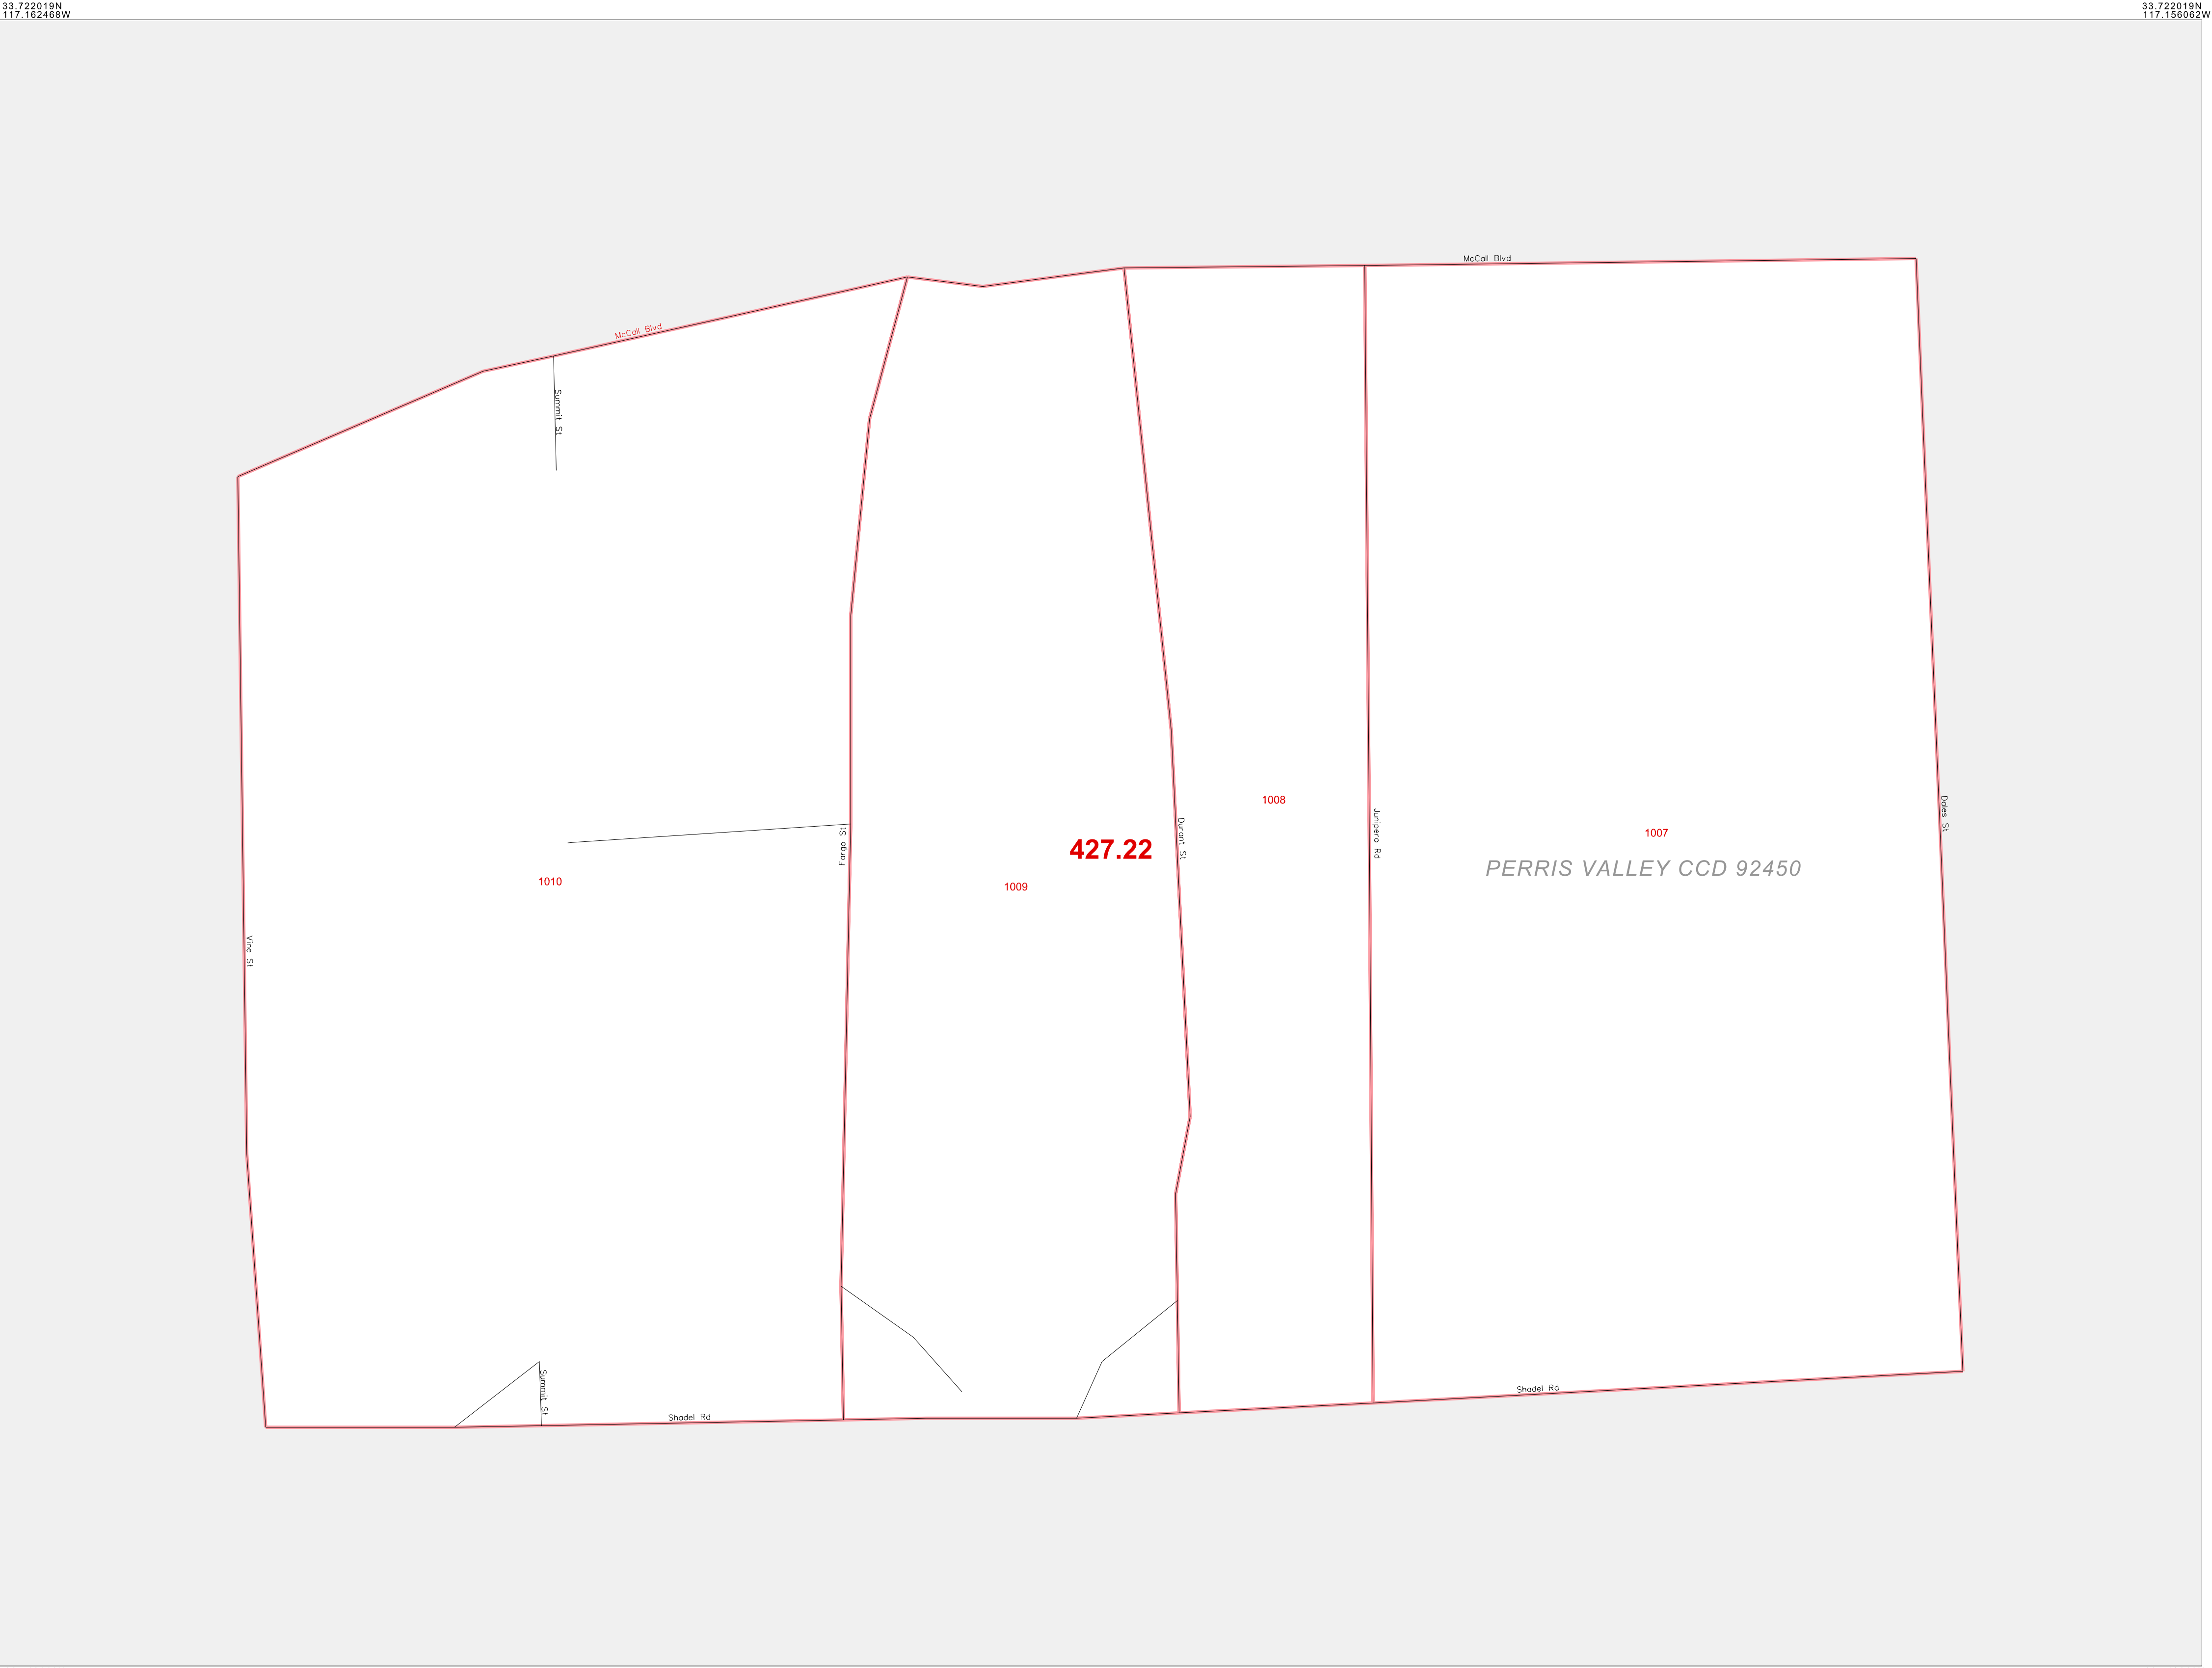 33.722019N
117.162468W
33.722019N
117.156062W
McCall Blvd
McCall Blvd
Summit St
1008
Junipero Rd
Dales St
Durant St
Fargo St
1007
427.22
PERRIS VALLEY CCD 92450
1010
1009
Vine St
Summit St
Shadel Rd
Shadel Rd